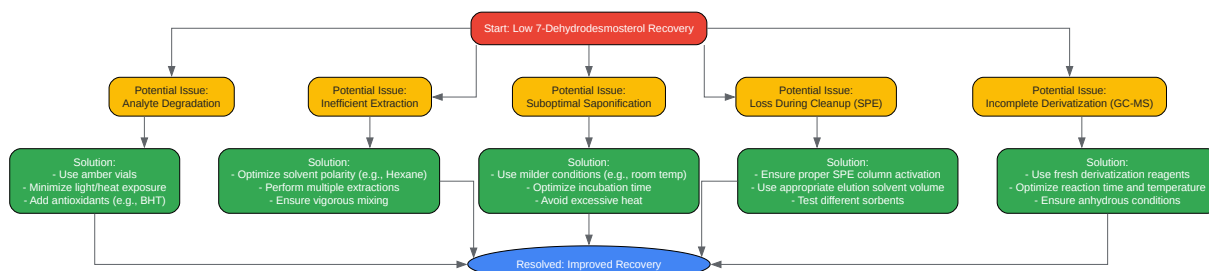 Start: Low 7-Dehydrodesmosterol Recovery
Potential Issue:
Analyte Degradation
Potential Issue:
Inefficient Extraction
Potential Issue:
Suboptimal Saponification
Potential Issue:
Loss During Cleanup (SPE)
Potential Issue:
Incomplete Derivatization (GC-MS)
Solution:
- Use amber vials
- Minimize light/heat exposure
- Add antioxidants (e.g., BHT)
Solution:
- Optimize solvent polarity (e.g., Hexane)
- Perform multiple extractions
- Ensure vigorous mixing
Solution:
- Use milder conditions (e.g., room temp)
- Optimize incubation time
- Avoid excessive heat
Solution:
- Ensure proper SPE column activation
- Use appropriate elution solvent volume
- Test different sorbents
Solution:
- Use fresh derivatization reagents
- Optimize reaction time and temperature
- Ensure anhydrous conditions
Resolved: Improved Recovery